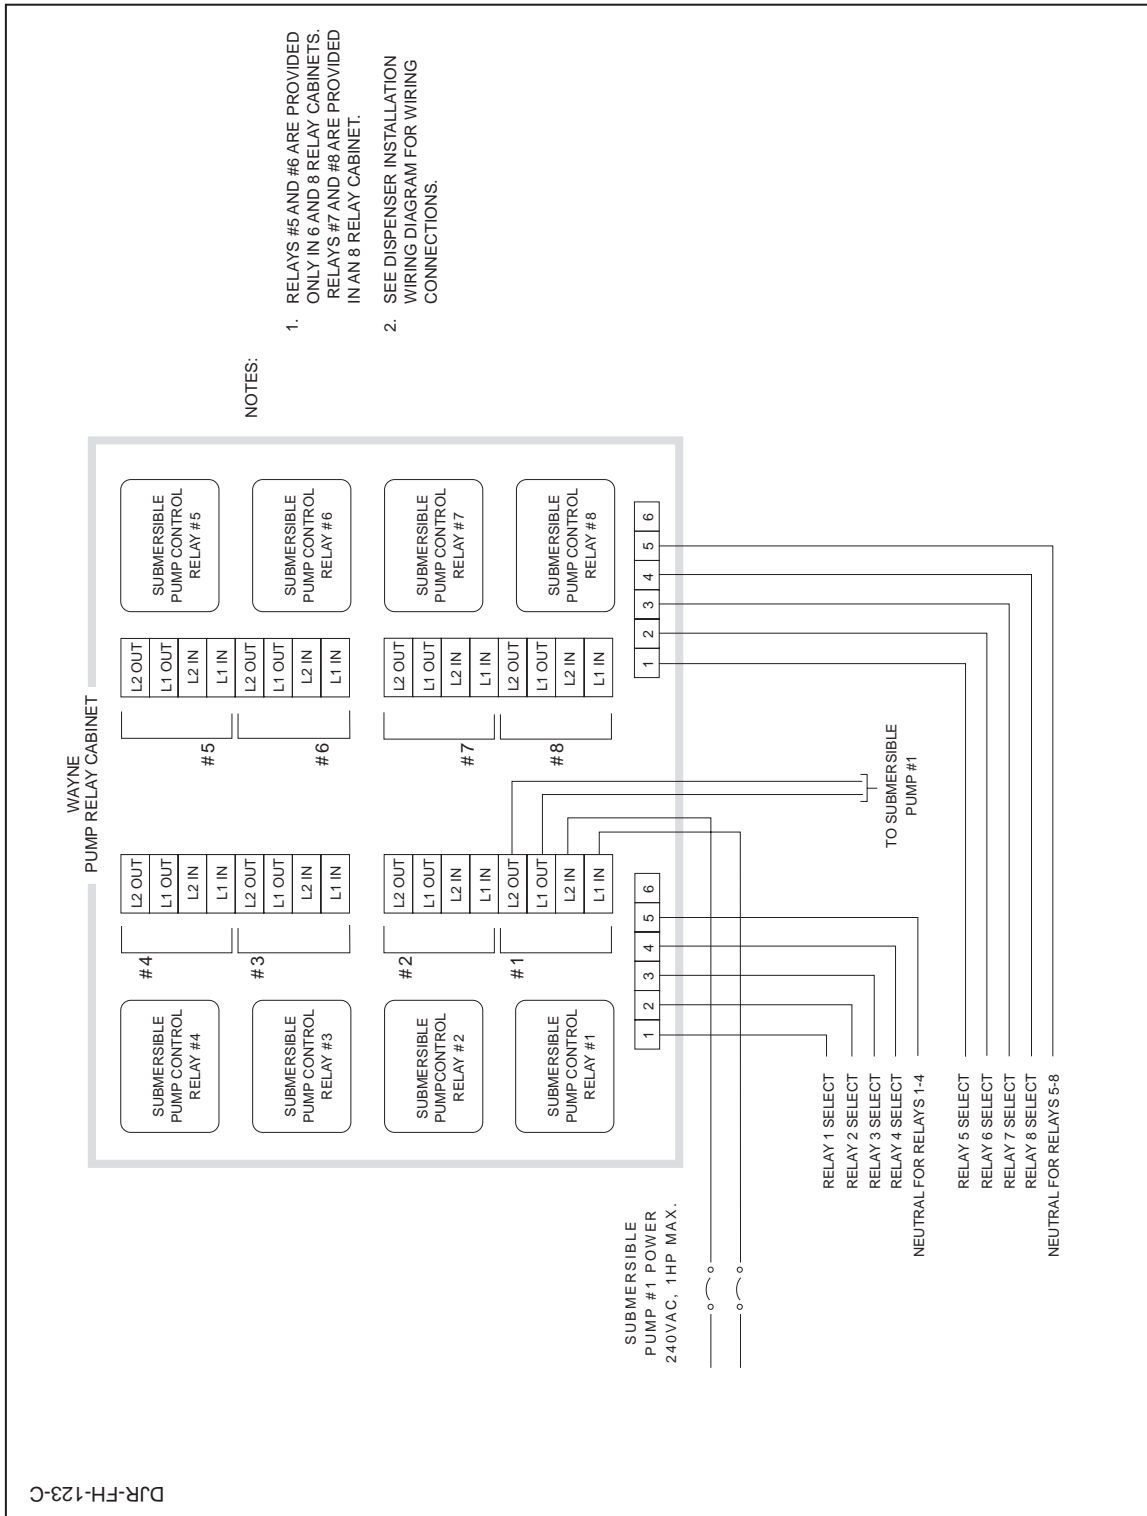 DJR-FH-123-C
WAYNE
PUMP RELAY CABINET
SUBMERSIBLE
PUMP CONTROL
RELAY #4
SUBMERSIBLE
PUMP CONTROL
RELAY #3
SUBMERSIBLE
PUMPCONTROL
RELAY #2
SUBMERSIBLE
PUMP CONTROL
RELAY #1
#4
#3
#2
#1
L2 OUT
L1 OUT
L2 IN
L1 IN
L2 OUT
L1 OUT
L2 IN
L1 IN
L2 OUT
L1 OUT
L2 IN
L1 IN
L2 OUT
L1 OUT
L2 IN
L1 IN
#5
#6
#7
#8
L2 OUT
L1 OUT
L2 IN
L1 IN
L2 OUT
L1 OUT
L2 IN
L1 IN
L2 OUT
L1 OUT
L2 IN
L1 IN
L2 OUT
L1 OUT
L2 IN
L1 IN
SUBMERSIBLE
PUMP CONTROL
RELAY #5
SUBMERSIBLE
PUMP CONTROL
RELAY #6
SUBMERSIBLE
PUMP CONTROL
RELAY #7
SUBMERSIBLE
PUMP CONTROL
RELAY #8
1 2 3 4 5 6
1 2 3 4 5 6
SUBMERSIBLE
PUMP #1 POWER
240VAC, 1HP MAX.
TO SUBMERSIBLE
PUMP #1
RELAY 1 SELECT
RELAY 2 SELECT
RELAY 3 SELECT
RELAY 4 SELECT
NEUTRAL FOR RELAYS 1-4
RELAY 5 SELECT
RELAY 6 SELECT
RELAY 7 SELECT
RELAY 8 SELECT
NEUTRAL FOR RELAYS 5-8
NOTES:
1. RELAYS #5 AND #6 ARE PROVIDED
ONLY IN 6 AND 8 RELAY CABINETS.
RELAYS #7 AND #8 ARE PROVIDED
IN AN 8 RELAY CABINET.
2. SEE DISPENSER INSTALLATION
WIRING DIAGRAM FOR WIRING
CONNECTIONS.